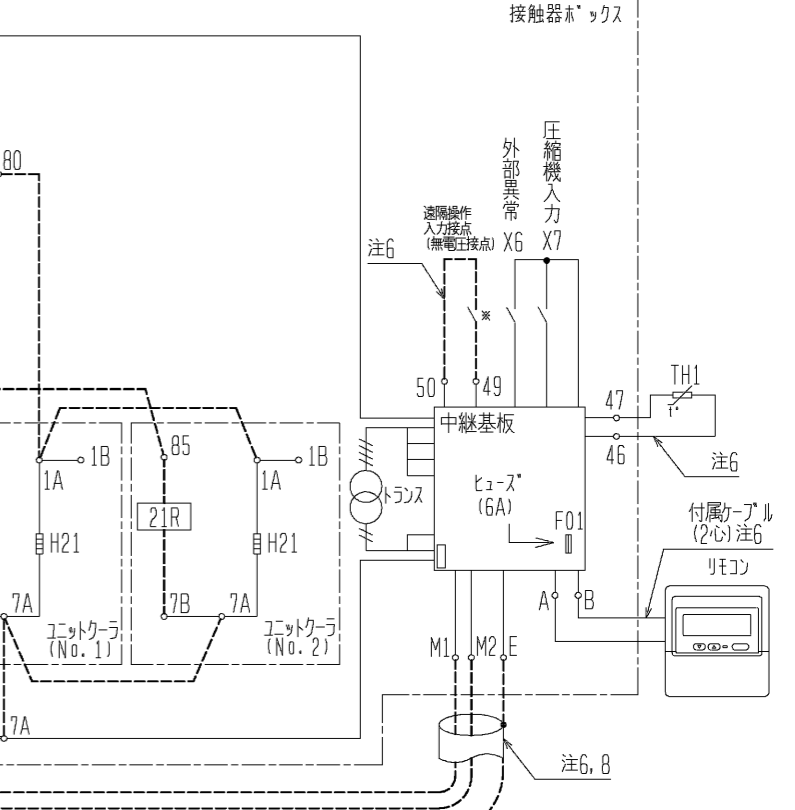 接触器ボックス
80
外部異常
圧縮機入力
遠隔操作
入力接点
(無電圧接点)
X6
X7
注6
※
50
49
47
TH1
t°
46
注6
中継基板
トランス
ヒューズ
(6A)
F01
付属ケーブル
(2心)注6
リモコン
1B
85
1B
1A
1A
21R
H21
H21
7A
7B
7A
A
B
ユニットクーラ
(No.1)
ユニットクーラ
(No.2)
M1
M2
E
7A
注6,8